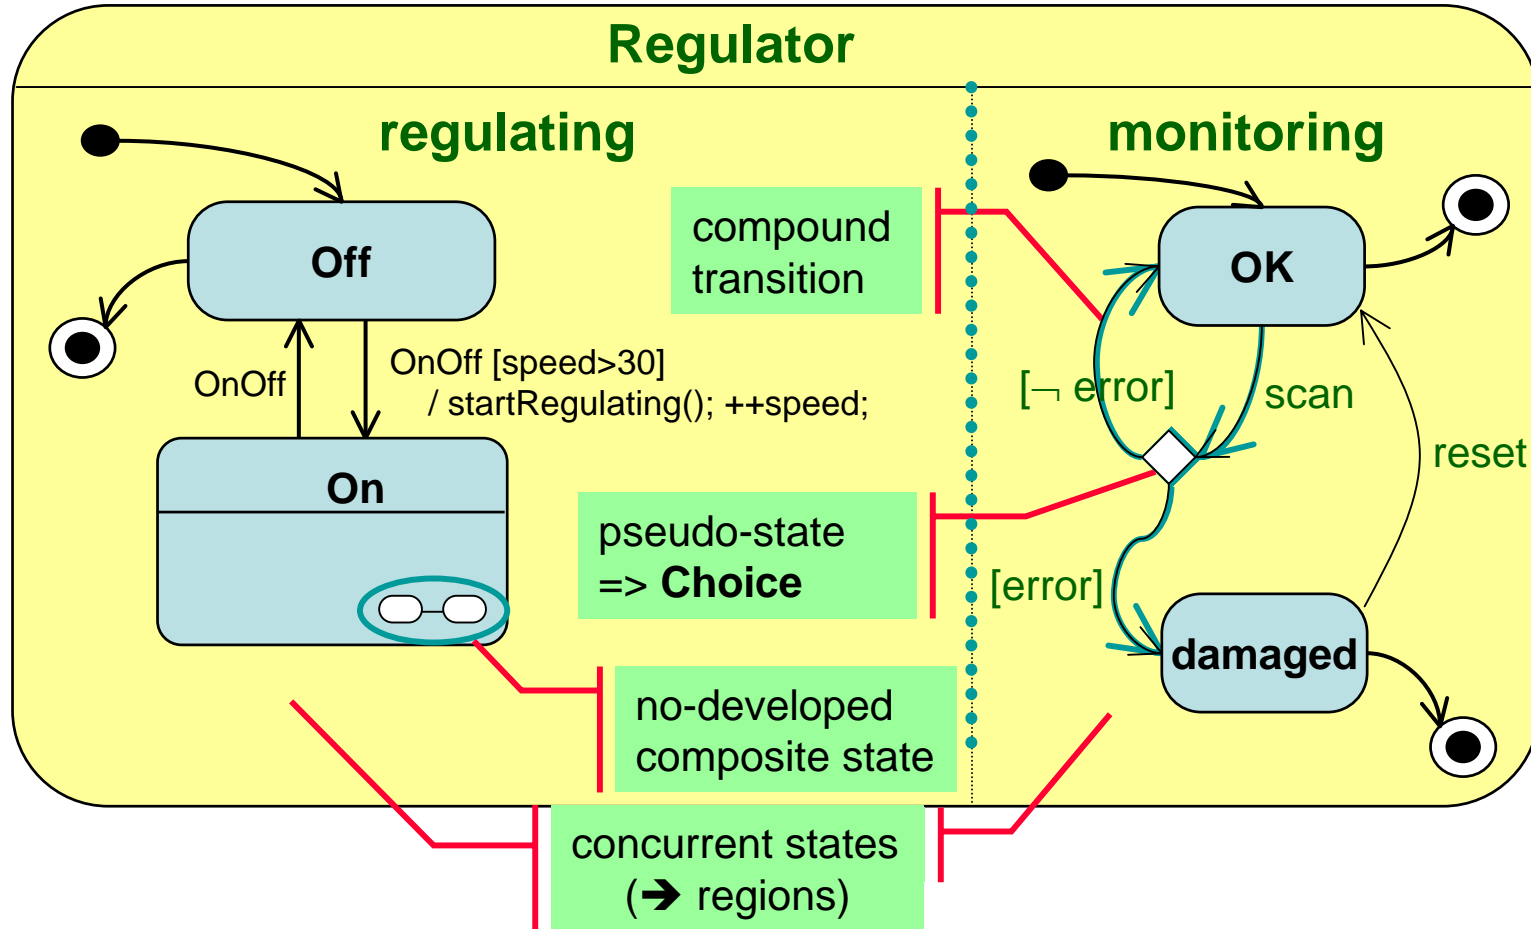 Regulator
regulating
monitoring
compound
transition
Off
OK
OnOff
OnOff [speed>30]
/ startRegulating(); ++speed;
[¬ error]
scan
reset
On
pseudo-state
=> Choice
[error]
damaged
no-developed
composite state
concurrent states
(➔ regions)